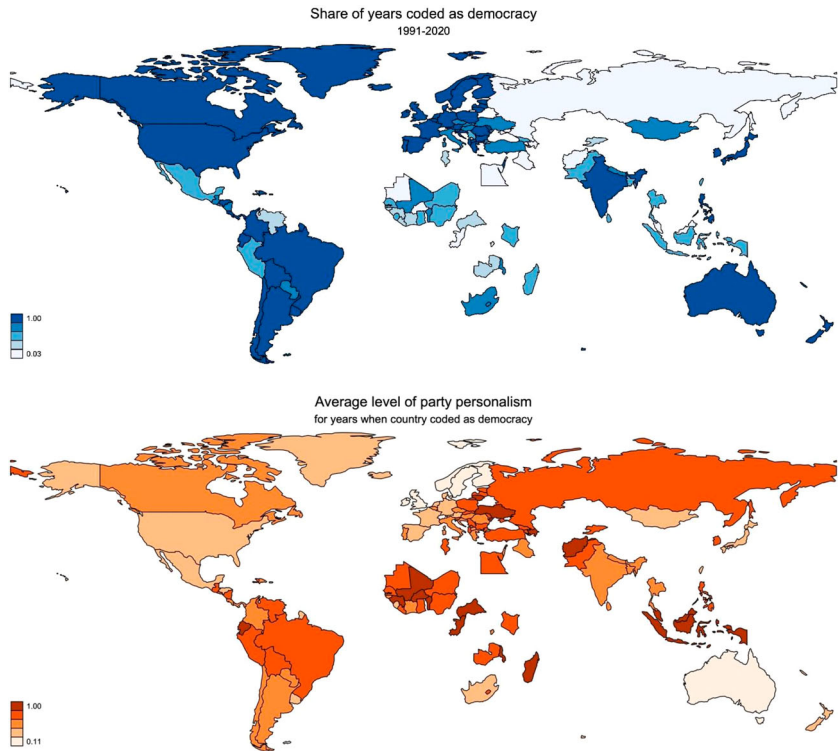 Share of years coded as democracy
1991-2020
1.00
0.03
Average level of party personalism
for years when country coded as democracy
1.00
0.11